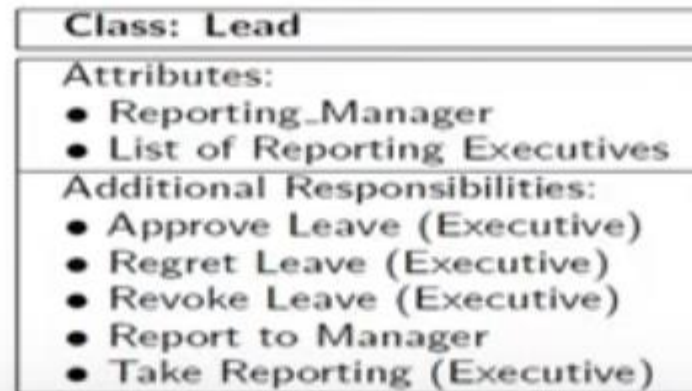 Class: Lead
Attributes:
• Reporting_Manager
• List of Reporting Executives
Additional Responsibilities:
• Approve Leave (Executive)
• Regret Leave (Executive)
• Revoke Leave (Executive)
• Report to Manager
• Take Reporting (Executive)